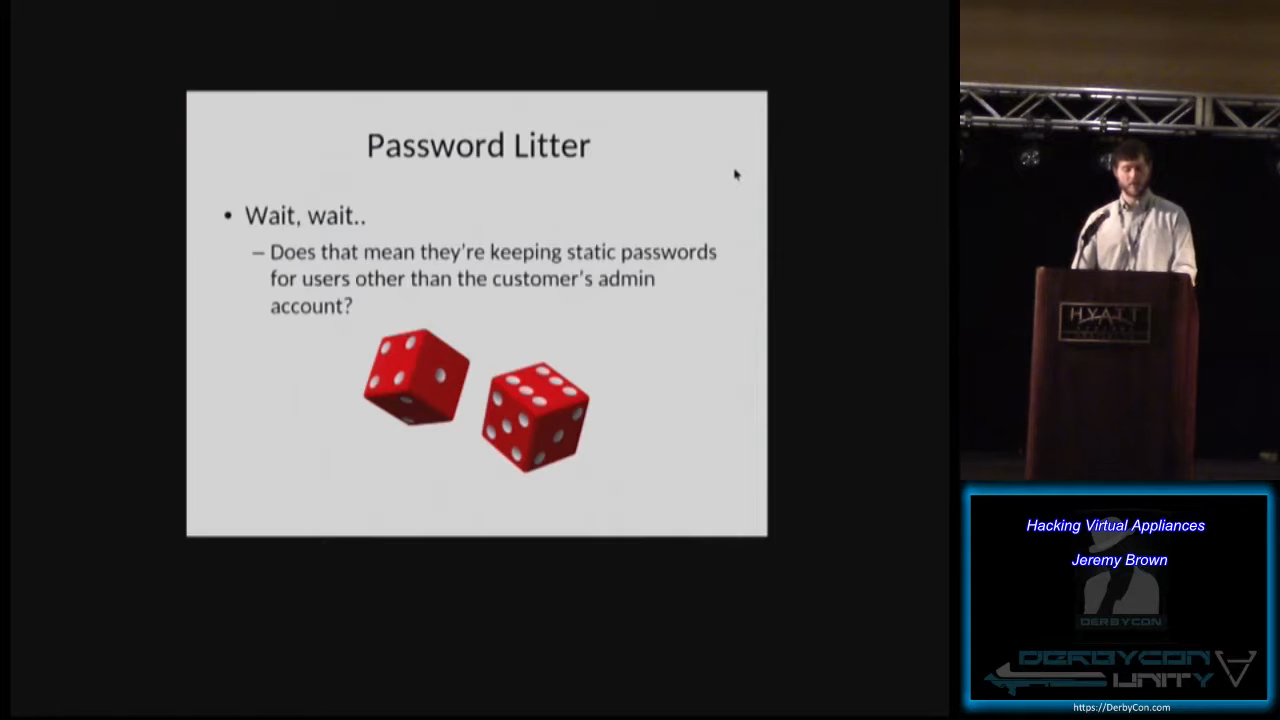 Password Litter
• Wait, wait..
– Does that mean they're keeping static passwords
for users other than the customer's admin
account?
HYATT
Hacking Virtual Appliances
Jeremy Brown
DERBYCON
DERBYCON
UNITY
https://DerbyCon.com